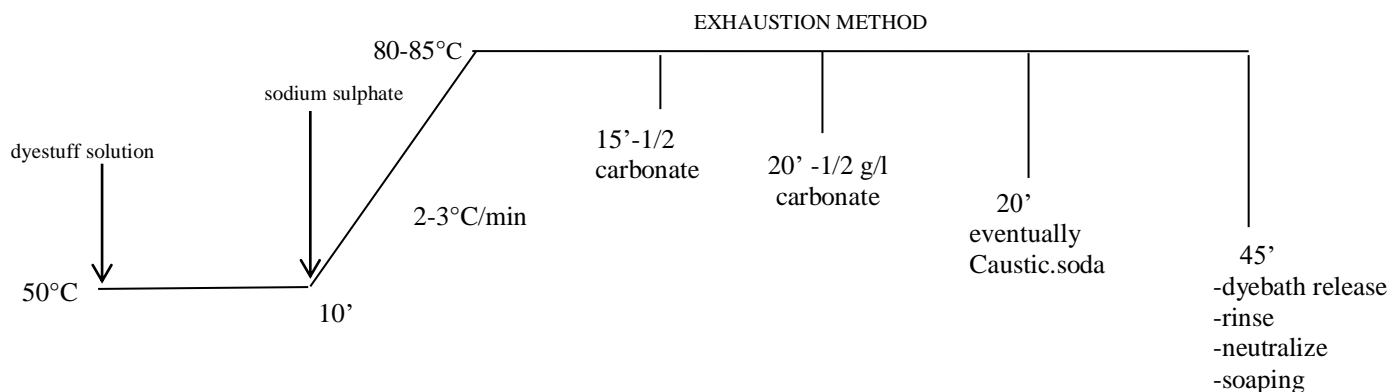 EXHAUSTION METHOD
80-85°C
sodium sulphate
dyestuff solution
15’-1/2
carbonate
20’ -1/2 g/l
carbonate
2-3°C/min
20’
eventually
Caustic.soda
50°C
10’
45’
-dyebath release
-rinse
-neutralize
-soaping